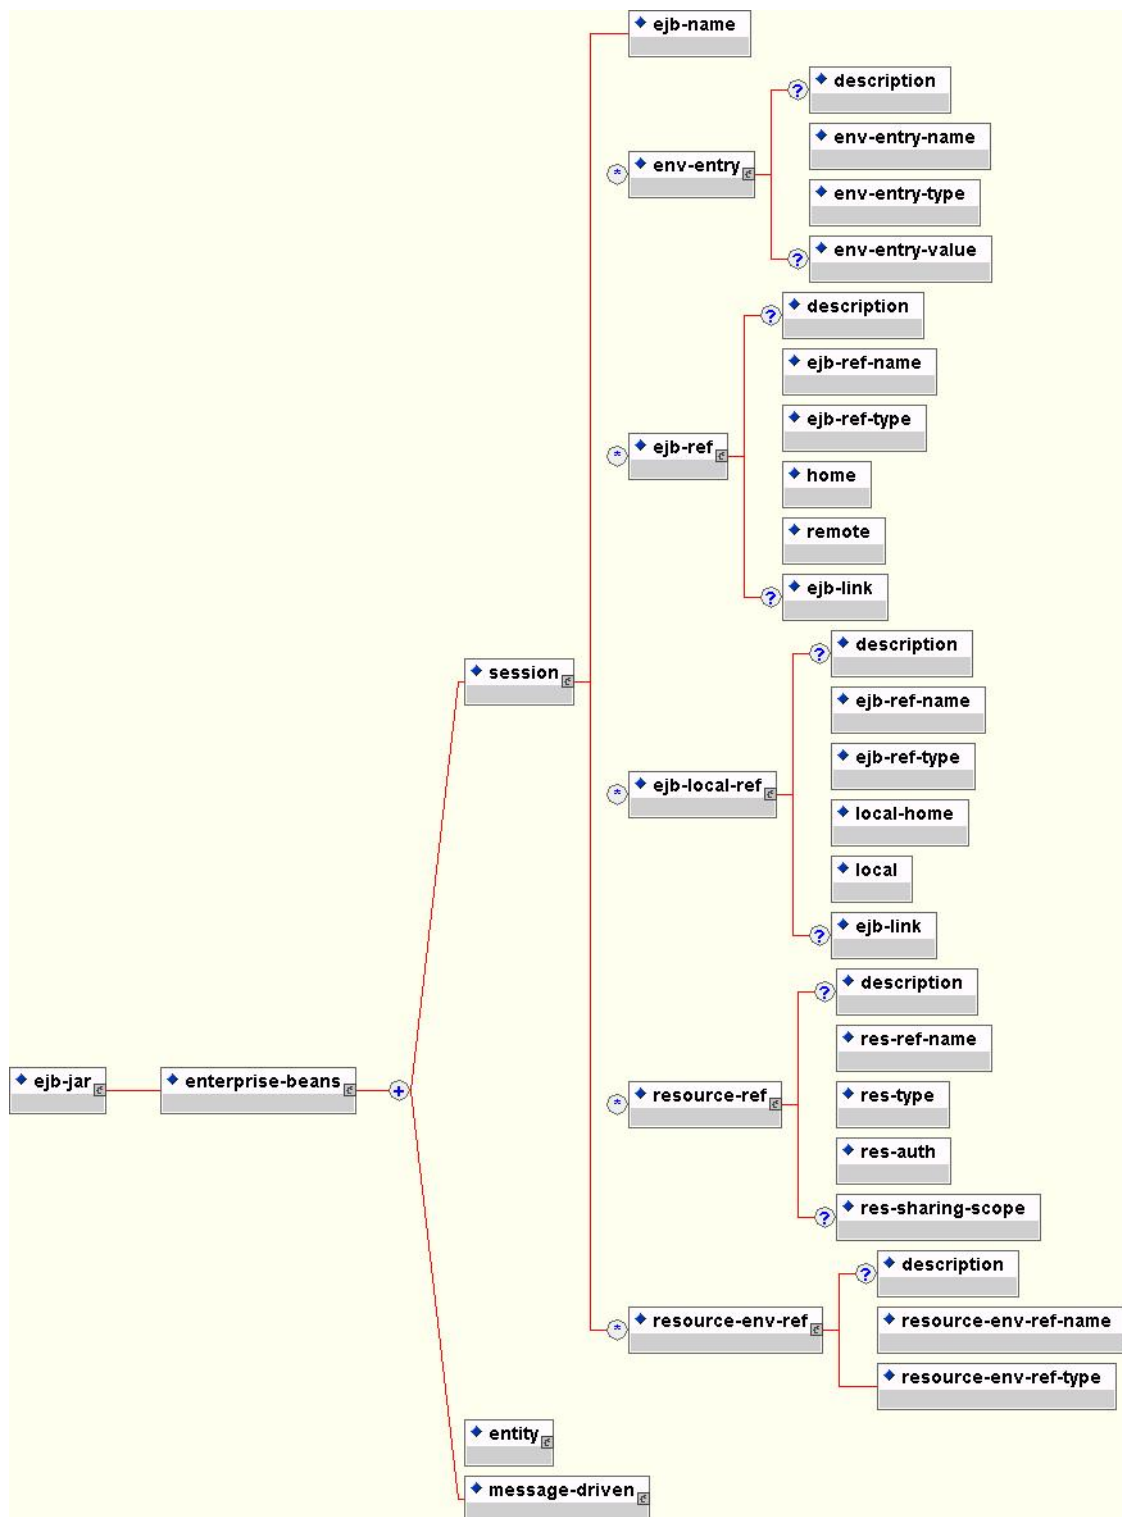 ejb-name
description
env-entry-name
env-entry
env-entry-type
env-entry-value
description
ejb-ref-name
ejb-ref-type
ejb-ref
home
remote
ejb-link
description
session
ejb-ref-name
ejb-ref-type
ejb-local-ref
local-home
local
ejb-link
description
res-ref-name
ejb-jar
enterprise-beans
resource-ref
res-type
res-auth
res-sharing-scope
description
resource-env-ref
resource-env-ref-name
resource-env-ref-type
entity
message-driven